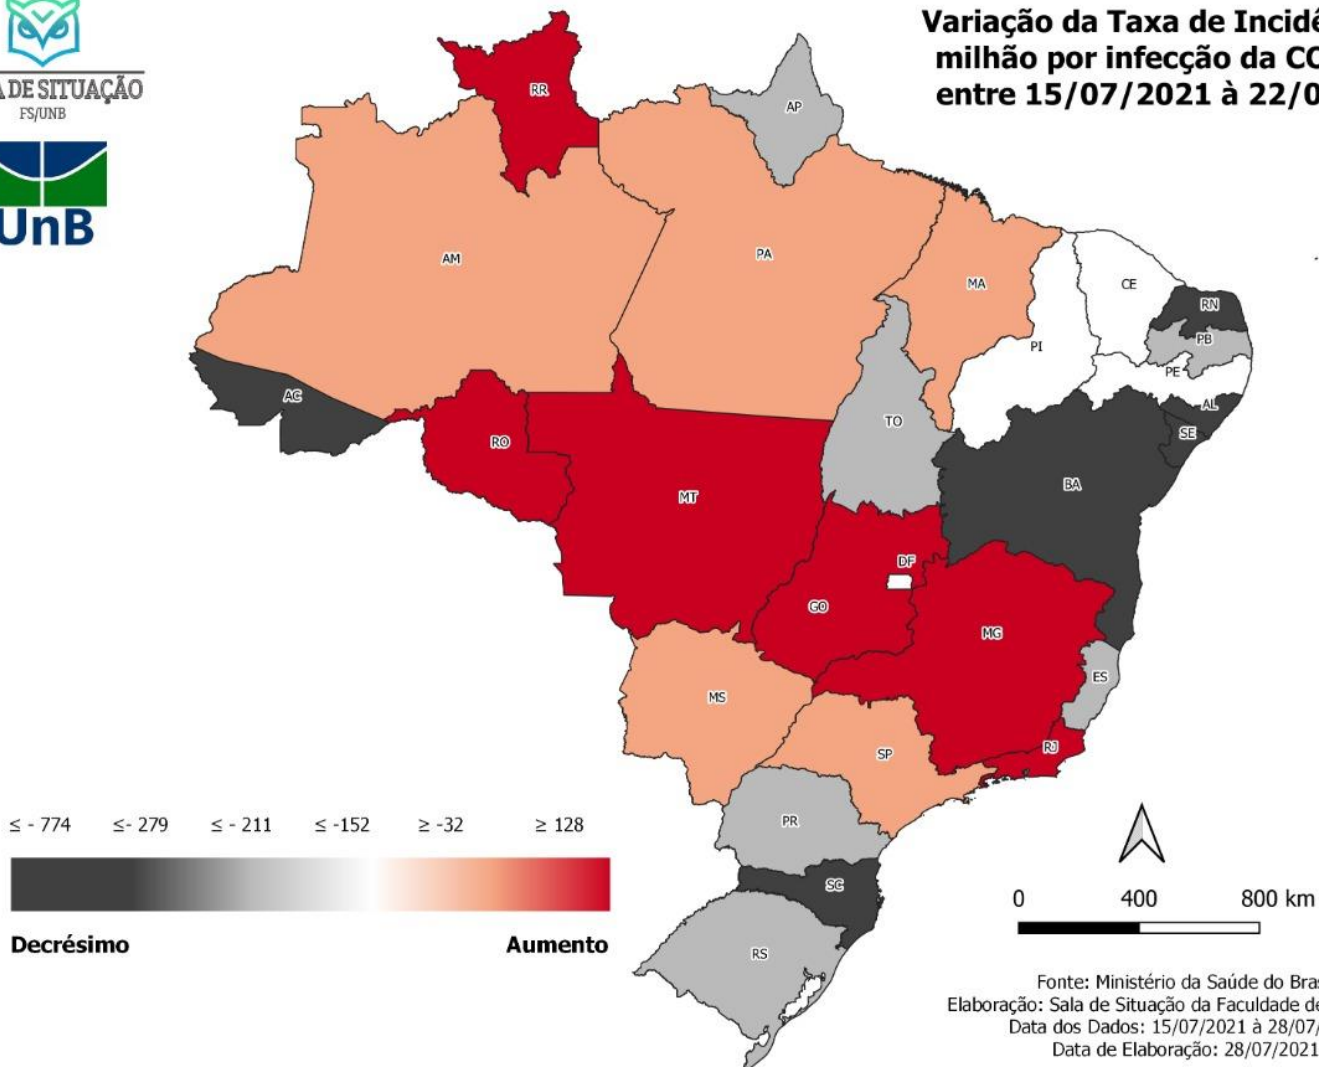 A DE SITUAÇÃO
FS/UNB
UnB
Variação da Taxa de Incidê
milhão por infecção da CO
entre 15/07/2021 à 22/0
RR
AP
AM
PA
MA
CE
RN
PI
PB
PE
AC
AL
TO
SE
RO
BA
MT
DF
GO
MG
ES
MS
RJ
SP
PR
SC
RS
≤ - 774 ≤- 279 ≤ - 211 ≤ -152 ≥ -32 ≥ 128
Decréscimo Aumento
0 400 800 km
Fonte: Ministério da Saúde do Bras
Elaboração: Sala de Situação da Faculdade de
Data dos Dados: 15/07/2021 à 28/07/
Data de Elaboração: 28/07/2021